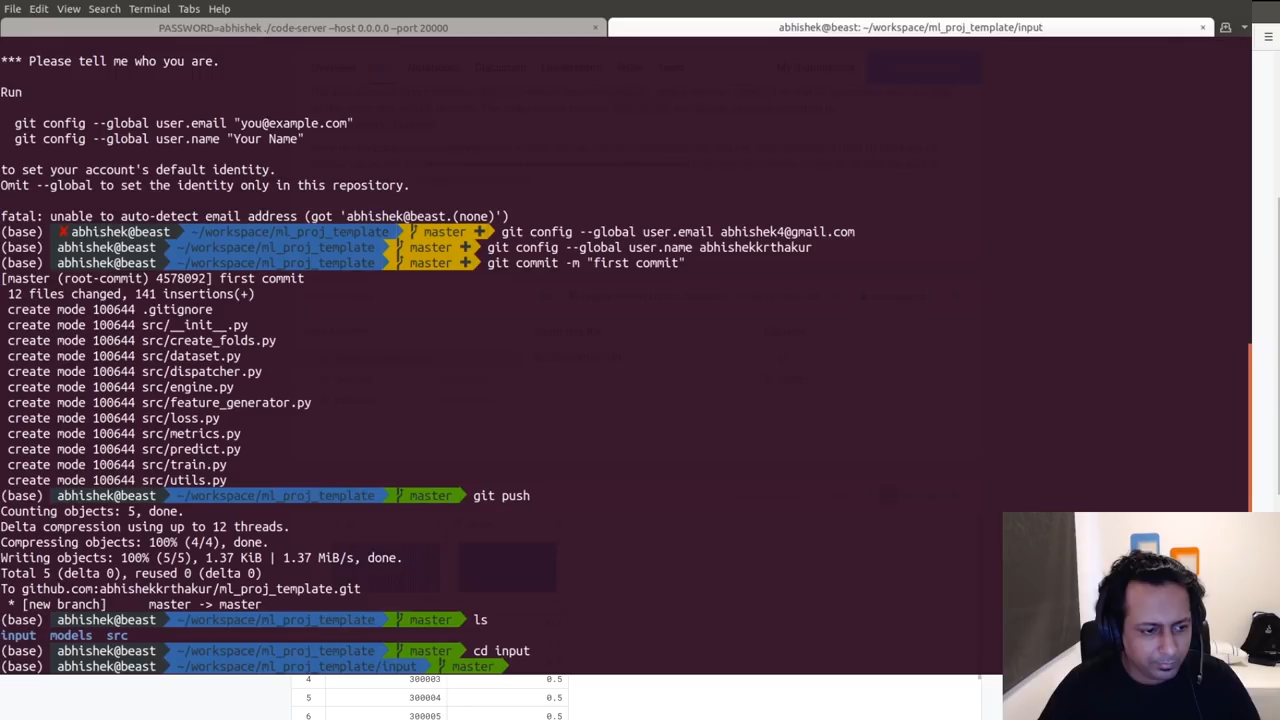 File Edit View Search Terminal Tabs Help
PASSWORD=abhishek ./code-server --host 0.0.0.0 --port 20000 × abhishek@beast: ~/workspace/ml_proj_template/input ×
*** Please tell me who you are.
Run
git config --global user.email "you@example.com"
git config --global user.name "Your Name"
to set your account's default identity.
Omit --global to set the identity only in this repository.
fatal: unable to auto-detect email address (got 'abhishek@beast.(none)')
(base) ✘ abhishek@beast ~/workspace/ml_proj_template master ✚ git config --global user.email abhishek4@gmail.com
(base) abhishek@beast ~/workspace/ml_proj_template master ✚ git config --global user.name abhishekkrthakur
(base) abhishek@beast ~/workspace/ml_proj_template master ✚ git commit -m "first commit"
[master (root-commit) 4578092] first commit
12 files changed, 141 insertions(+)
create mode 100644 .gitignore
create mode 100644 src/__init__.py
create mode 100644 src/create_folds.py
create mode 100644 src/dataset.py
create mode 100644 src/dispatcher.py
create mode 100644 src/engine.py
create mode 100644 src/feature_generator.py
create mode 100644 src/loss.py
create mode 100644 src/metrics.py
create mode 100644 src/predict.py
create mode 100644 src/train.py
create mode 100644 src/utils.py
(base) abhishek@beast ~/workspace/ml_proj_template master git push
Counting objects: 5, done.
Delta compression using up to 12 threads.
Compressing objects: 100% (4/4), done.
Writing objects: 100% (5/5), 1.37 KiB | 1.37 MiB/s, done.
Total 5 (delta 0), reused 0 (delta 0)
To github.com:abhishekkrthakur/ml_proj_template.git
* [new branch] master -> master
(base) abhishek@beast ~/workspace/ml_proj_template master ls
input models src
(base) abhishek@beast ~/workspace/ml_proj_template master cd input
(base) abhishek@beast ~/workspace/ml_proj_template/input master
4 300003 0.5
5 300004 0.5
6 300005 0.5